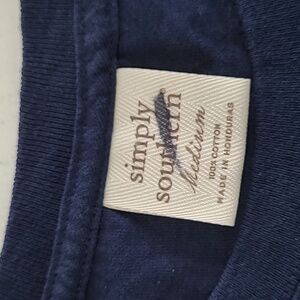 simply
southern
Medium
100% COTTON
MADE IN HONDURAS